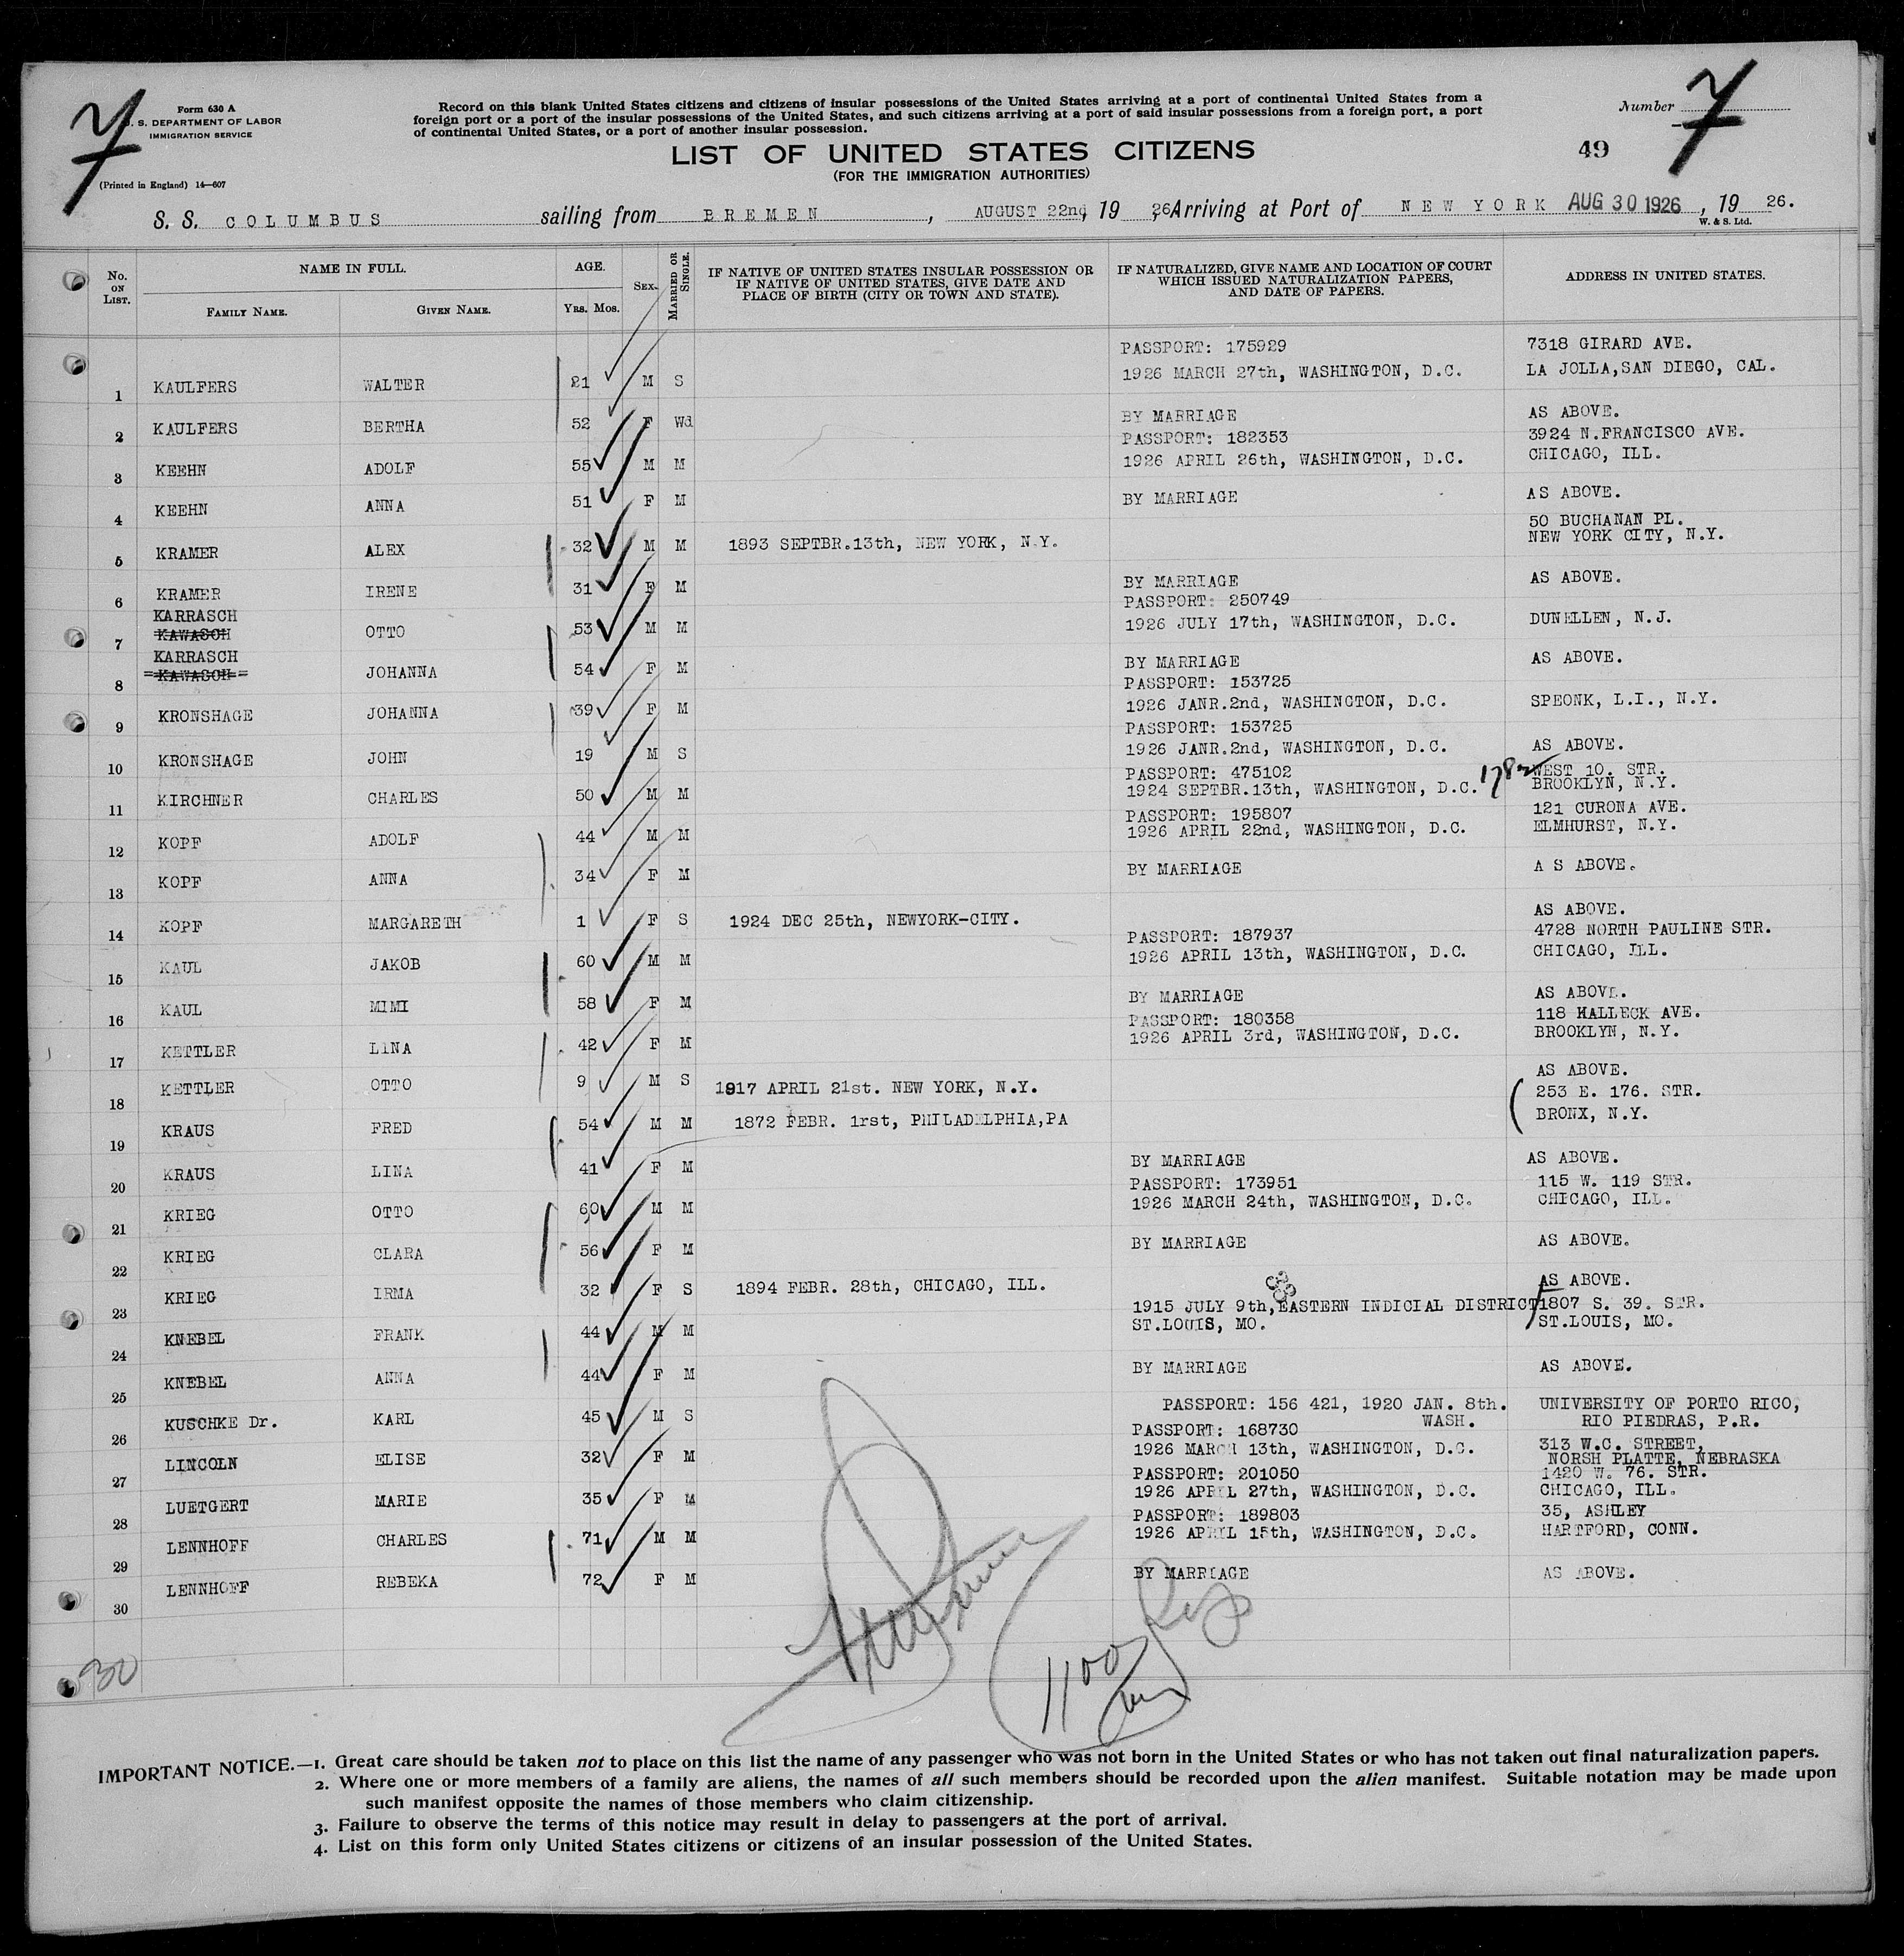 7
Form 630 A
U. S. DEPARTMENT OF LABOR
IMMIGRATION SERVICE
(Printed in England) 14—607
Record on this blank United States citizens and citizens of insular possessions of the United States arriving at a port of continental United States from a
foreign port or a port of the insular possessions of the United States, and such citizens arriving at a port of said insular possessions from a foreign port, a port
of continental United States, or a port of another insular possession.
Number 7
LIST OF UNITED STATES CITIZENS
49
(FOR THE IMMIGRATION AUTHORITIES)
S. S. COLUMBUS sailing from BREMEN, AUGUST 22nd, 19 26 Arriving at Port of NEW YORK AUG 30 1926, 19 26.
W. & S. Ltd.
No. ON LIST. NAME IN FULL. AGE. SEX. MARRIED OR SINGLE. IF NATIVE OF UNITED STATES INSULAR POSSESSION OR IF NATIVE OF UNITED STATES, GIVE DATE AND PLACE OF BIRTH (CITY OR TOWN AND STATE). IF NATURALIZED, GIVE NAME AND LOCATION OF COURT WHICH ISSUED NATURALIZATION PAPERS, AND DATE OF PAPERS. ADDRESS IN UNITED STATES.
FAMILY NAME. GIVEN NAME. YRS. MOS.
PASSPORT: 175929 7318 GIRARD AVE.
1 KAULFERS WALTER 21 M S 1926 MARCH 27th, WASHINGTON, D.C. LA JOLLA, SAN DIEGO, CAL.
2 KAULFERS BERTHA 52 F Wd BY MARRIAGE AS ABOVE.
PASSPORT: 182353 3924 N.FRANCISCO AVE.
3 KEEHN ADOLF 55 M M 1926 APRIL 26th, WASHINGTON, D.C. CHICAGO, ILL.
4 KEEHN ANNA 51 F M BY MARRIAGE AS ABOVE.
50 BUCHANAN PL.
5 KRAMER ALEX 32 M M 1893 SEPTBR.13th, NEW YORK, N.Y. NEW YORK CITY, N.Y.
6 KRAMER IRENE 31 F M BY MARRIAGE AS ABOVE.
KARRASCH PASSPORT: 250749
7 KAWASCH OTTO 53 M M 1926 JULY 17th, WASHINGTON, D.C. DUNELLEN, N.J.
KARRASCH
8 KAWASCH JOHANNA 54 F M BY MARRIAGE AS ABOVE.
PASSPORT: 153725
9 KRONSHAGE JOHANNA 39 F M 1926 JANR.2nd, WASHINGTON, D.C. SPEONK, L.I., N.Y.
PASSPORT: 153725
10 KRONSHAGE JOHN 19 M S 1926 JANR.2nd, WASHINGTON, D.C. AS ABOVE.
PASSPORT: 475102 WEST 10. STR.
11 KIRCHNER CHARLES 50 M M 1924 SEPTBR.13th, WASHINGTON, D.C. BROOKLYN, N.Y.
PASSPORT: 195807 121 CURONA AVE.
12 KOPF ADOLF 44 M M 1926 APRIL 22nd, WASHINGTON, D.C. ELMHURST, N.Y.
13 KOPF ANNA 34 F M BY MARRIAGE A S ABOVE.
14 KOPF MARGARETH 1 F S 1924 DEC 25th, NEWYORK-CITY. AS ABOVE.
PASSPORT: 187937 4728 NORTH PAULINE STR.
15 KAUL JAKOB 60 M M 1926 APRIL 13th, WASHINGTON, D.C. CHICAGO, ILL.
16 KAUL MIMI 58 F M BY MARRIAGE AS ABOVE.
PASSPORT: 180358 118 HALLECK AVE.
17 KETTLER LINA 42 F M 1926 APRIL 3rd, WASHINGTON, D.C. BROOKLYN, N.Y.
18 KETTLER OTTO 9 M S 1917 APRIL 21st. NEW YORK, N.Y. AS ABOVE.
253 E. 176. STR.
19 KRAUS FRED 54 M M 1872 FEBR. 1rst, PHILADELPHIA,PA BRONX, N.Y.
20 KRAUS LINA 41 F M BY MARRIAGE AS ABOVE.
PASSPORT: 173951 115 W. 119 STR.
21 KRIEG OTTO 60 M M 1926 MARCH 24th, WASHINGTON, D.C. CHICAGO, ILL.
22 KRIEG CLARA 56 F M BY MARRIAGE AS ABOVE.
23 KRIEG IRMA 32 F S 1894 FEBR. 28th, CHICAGO, ILL. AS ABOVE.
1915 JULY 9th, EASTERN INDICIAL DISTRICT 1807 S. 39. STR.
24 KNEBEL FRANK 44 M M ST.LOUIS, MO. ST.LOUIS, MO.
25 KNEBEL ANNA 44 F M BY MARRIAGE AS ABOVE.
PASSPORT: 156 421, 1920 JAN. 8th. UNIVERSITY OF PORTO RICO,
26 KUSCHKE Dr. KARL 45 M S WASH. RIO PIEDRAS, P.R.
PASSPORT: 168730 313 W.C. STREET,
27 LINCOLN ELISE 32 F M 1926 MARCH 13th, WASHINGTON, D.C. NORSH PLATTE, NEBRASKA
PASSPORT: 201050 1420 W. 76. STR.
28 LUETGERT MARIE 35 F M 1926 APRIL 27th, WASHINGTON, D.C. CHICAGO, ILL.
PASSPORT: 189803 35, ASHLEY
29 LENNHOFF CHARLES 71 M M 1926 APRIL 15th, WASHINGTON, D.C. HARTFORD, CONN.
30 LENNHOFF REBEKA 72 F M BY MARRIAGE AS ABOVE.
1100
30
IMPORTANT NOTICE.—1. Great care should be taken not to place on this list the name of any passenger who was not born in the United States or who has not taken out final naturalization papers.
2. Where one or more members of a family are aliens, the names of all such members should be recorded upon the alien manifest. Suitable notation may be made upon
such manifest opposite the names of those members who claim citizenship.
3. Failure to observe the terms of this notice may result in delay to passengers at the port of arrival.
4. List on this form only United States citizens or citizens of an insular possession of the United States.